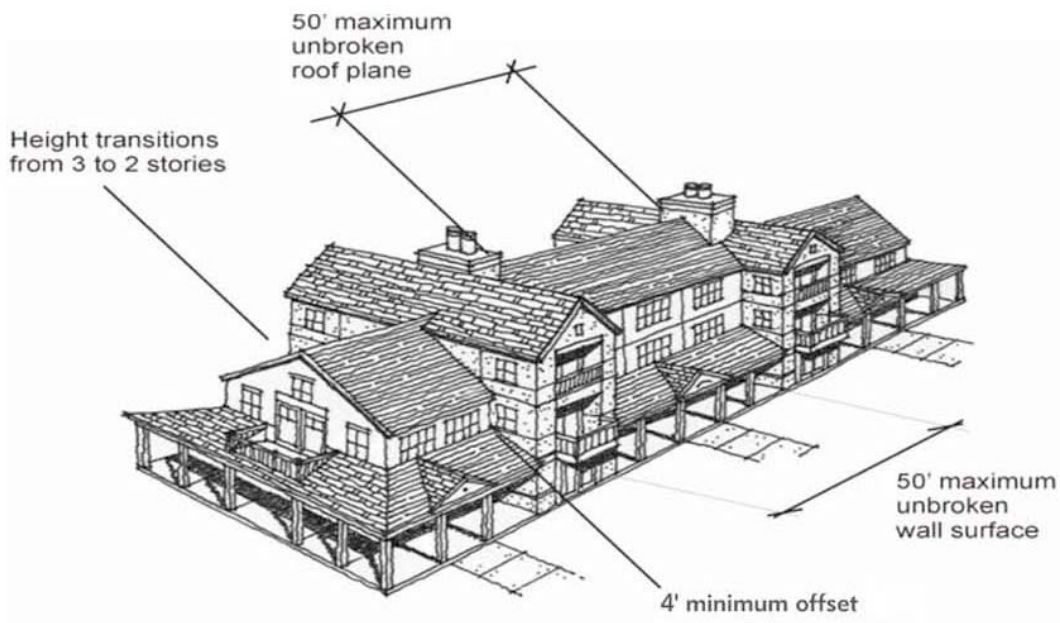 50' maximum
unbroken
roof plane
Height transitions
from 3 to 2 stories
50' maximum
unbroken
wall surface
4' minimum offset